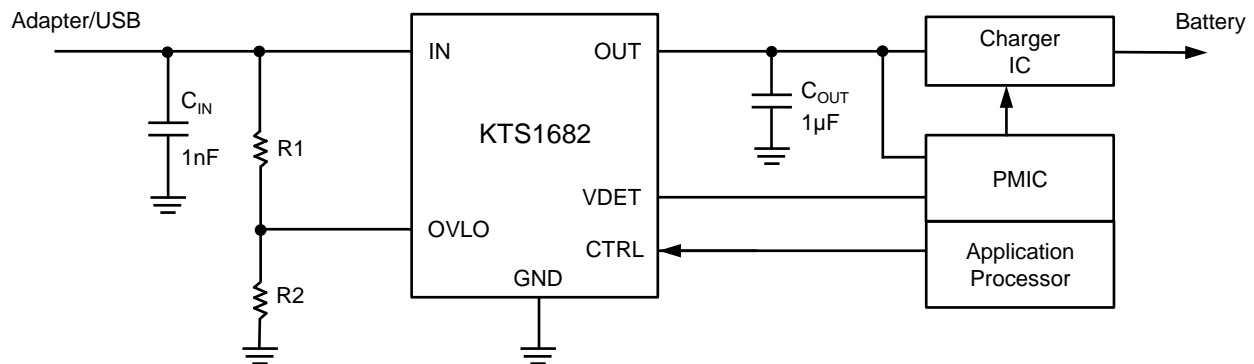 Adapter/USB
Battery
IN
OUT
Charger
IC
C_IN
1nF
R1
KTS1682
C_OUT
1µF
PMIC
VDET
OVLO
CTRL
Application
Processor
GND
R2